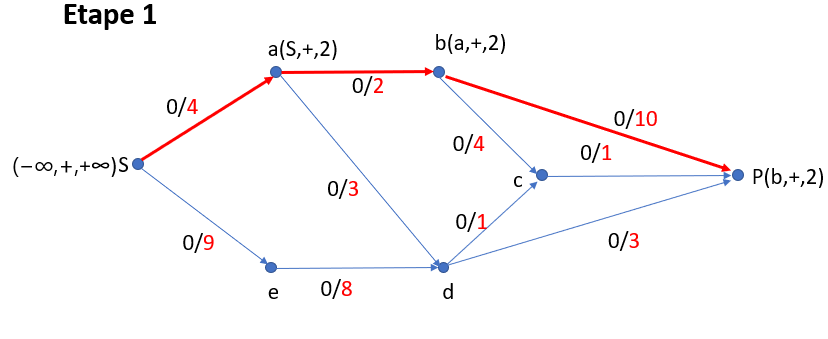 Etape 1
a(S,+,2)
b(a,+,2)
0/4
0/2
0/10
0/4
0/1
(−∞,+,+∞)S
c
P(b,+,2)
0/3
0/1
0/9
0/3
e
0/8
d